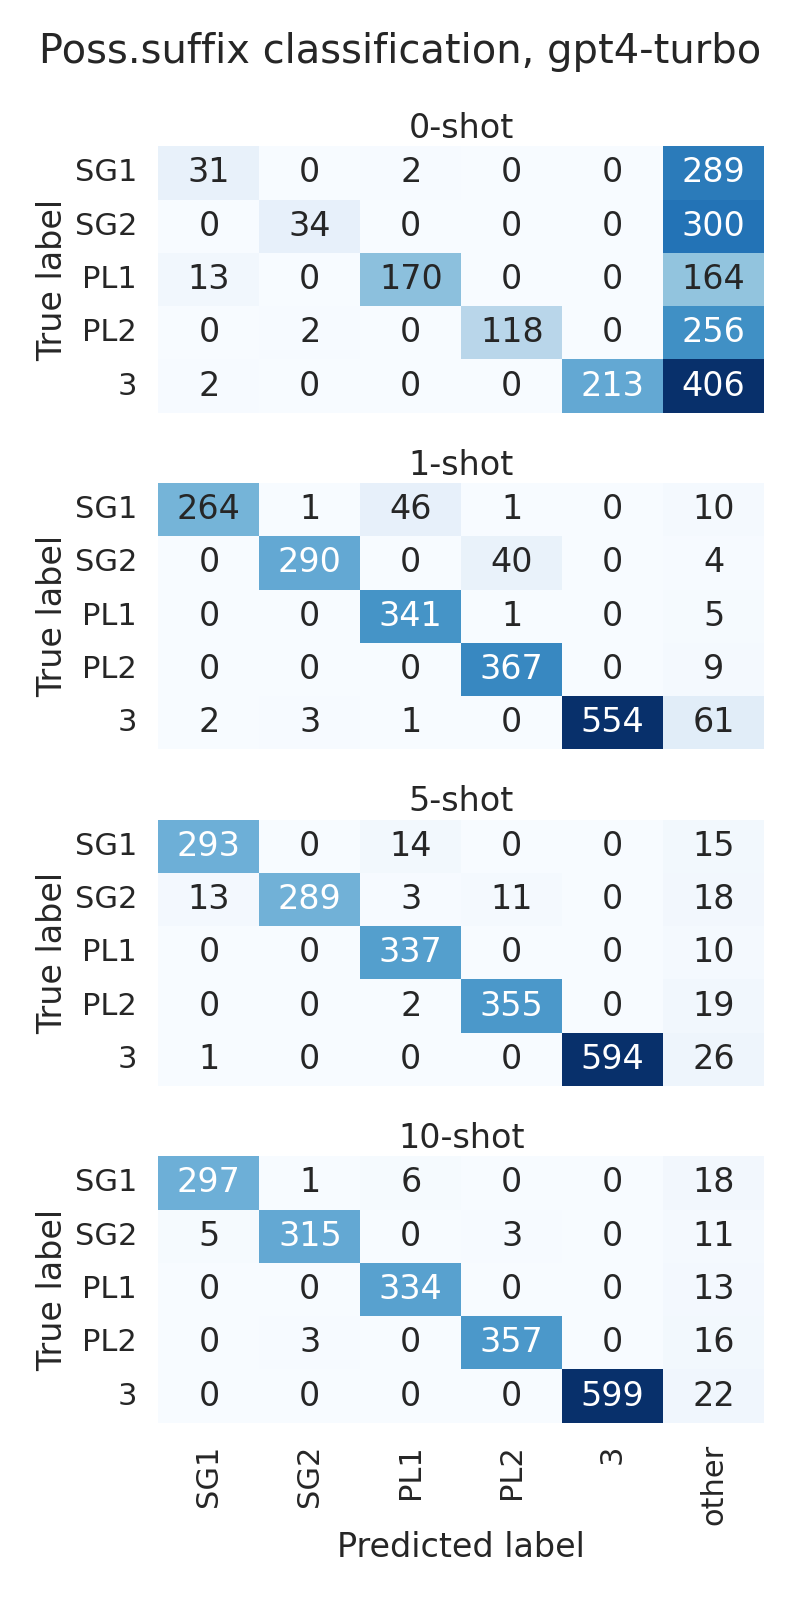 Poss.suffix classification, gpt4-turbo
0-shot
True label
SG1 31 0 2 0 0 289
SG2 0 34 0 0 0 300
PL1 13 0 170 0 0 164
PL2 0 2 0 118 0 256
3 2 0 0 0 213 406
1-shot
True label
SG1 264 1 46 1 0 10
SG2 0 290 0 40 0 4
PL1 0 0 341 1 0 5
PL2 0 0 0 367 0 9
3 2 3 1 0 554 61
5-shot
True label
SG1 293 0 14 0 0 15
SG2 13 289 3 11 0 18
PL1 0 0 337 0 0 10
PL2 0 0 2 355 0 19
3 1 0 0 0 594 26
10-shot
True label
SG1 297 1 6 0 0 18
SG2 5 315 0 3 0 11
PL1 0 0 334 0 0 13
PL2 0 3 0 357 0 16
3 0 0 0 0 599 22
SG1 SG2 PL1 PL2 3 other
Predicted label